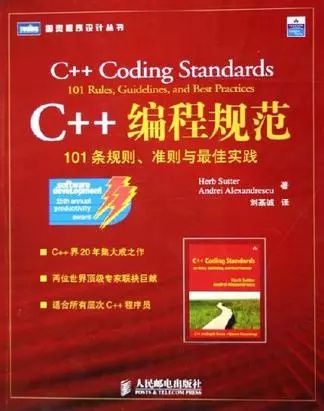 图灵程序设计丛书
C++ Coding Standards
101 Rules, Guidelines, and Best Practices
C++ 编程规范
101 条规则、准则与最佳实践
software
development
15th annual
productivity
award
Herb Sutter
Andrei Alexandrescu 著
刘基诚 译
■ C++界20年集大成之作
■ 两位世界顶级专家联袂巨献
■ 适合所有层次C++程序员
C++ Coding Standards
Herb Sutter
Andrei Alexandrescu
人民邮电出版社
POSTS & TELECOM PRESS